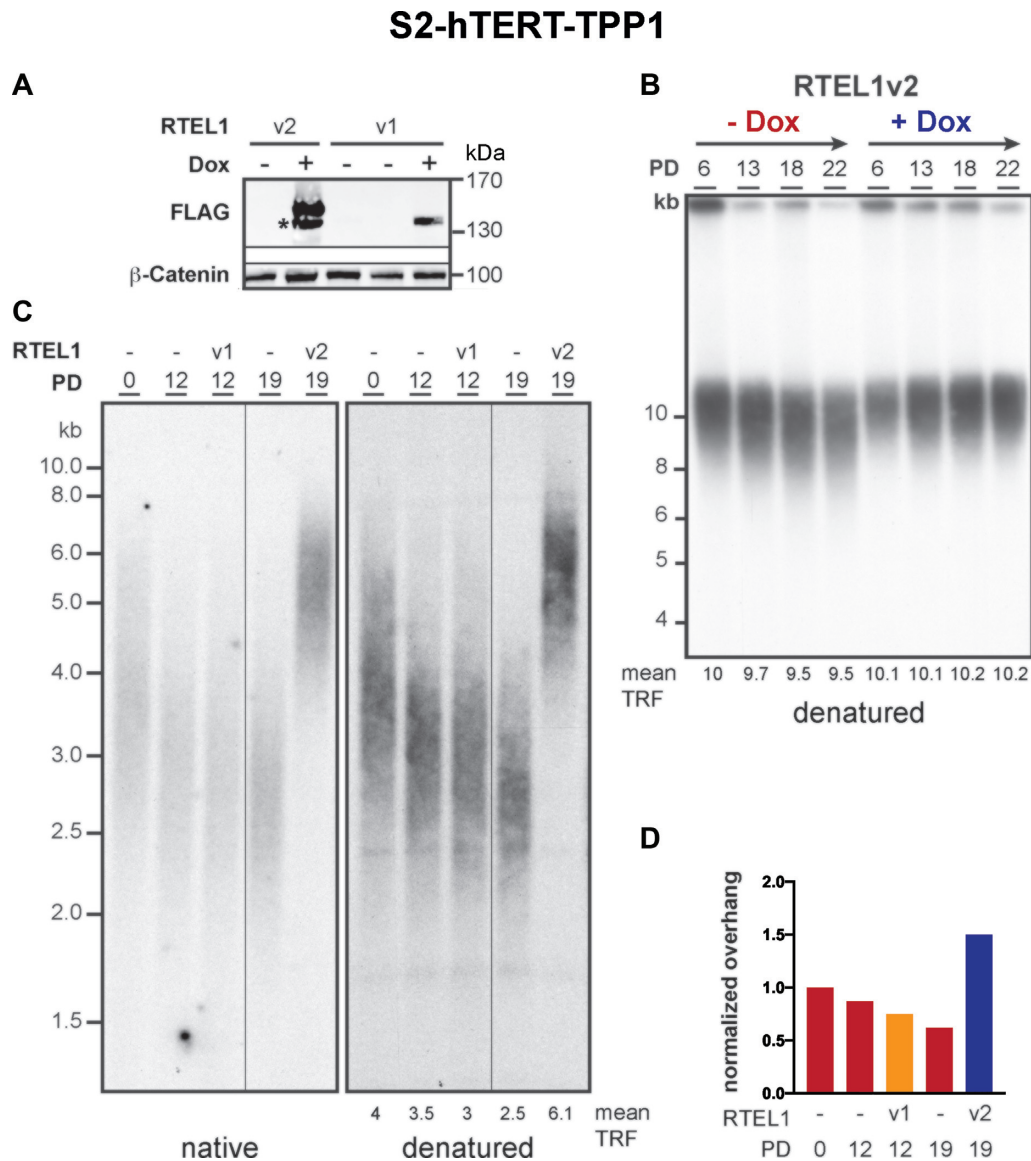 S2-hTERT-TPP1
A
RTEL1 v2 v1
Dox - + - - +
kDa
170
FLAG
*
130
β-Catenin
100
B
RTEL1v2
- Dox + Dox
PD 6 13 18 22 6 13 18 22
kb
10
8
6
5
4
mean TRF 10 9.7 9.5 9.5 10.1 10.1 10.2 10.2
denatured
C
RTEL1 - - v1 - v2 - - v1 - v2
PD 0 12 12 19 19 0 12 12 19 19
kb
10.0
8.0
6.0
5.0
4.0
3.0
2.5
2.0
1.5
4 3.5 3 2.5 6.1 mean TRF
native denatured
D
normalized overhang
2.0
1.5
1.0
0.5
0.0
RTEL1 - - v1 - v2
PD 0 12 12 19 19